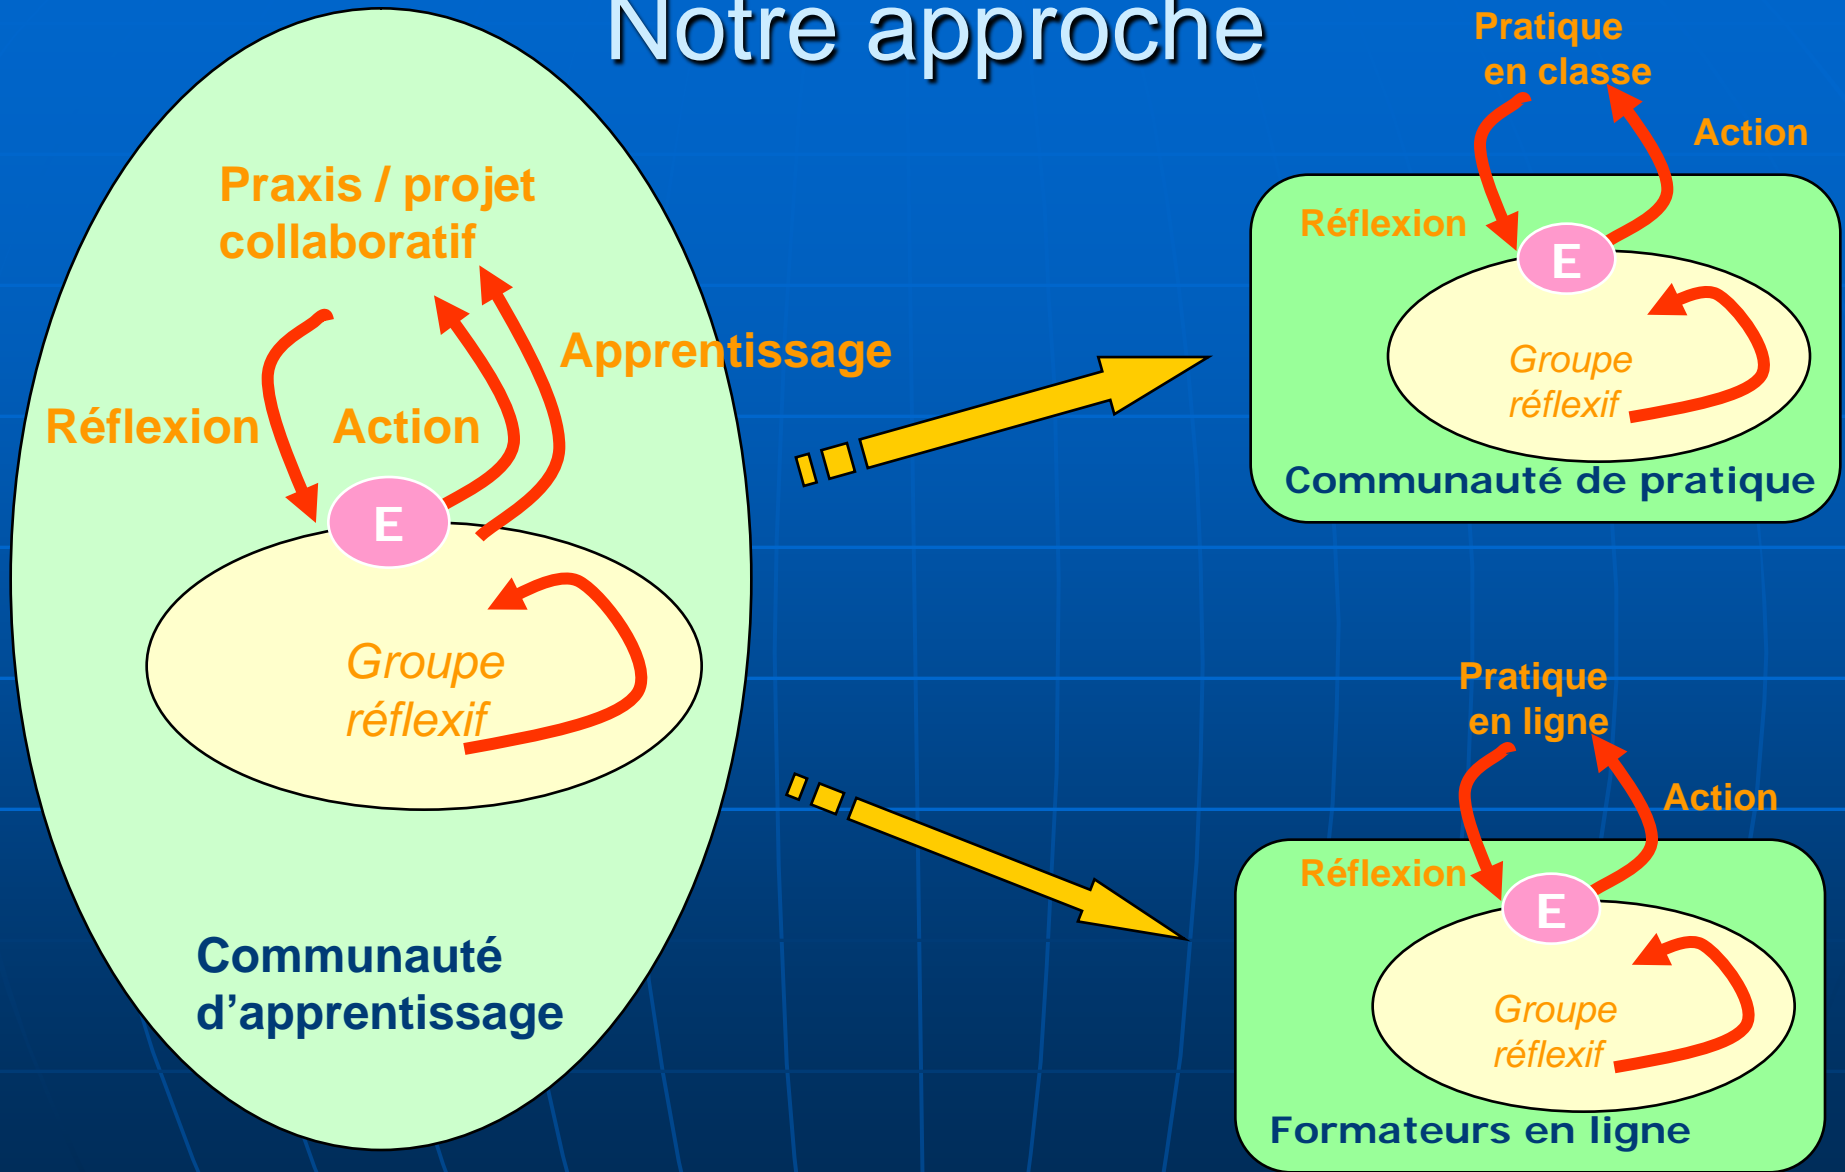 Notre approche
Praxis / projet
collaboratif
Apprentissage
Réflexion
Action
E
Groupe
réflexif
Communauté
d’apprentissage
Pratique
en classe
Action
Réflexion
E
Groupe
réflexif
Communauté de pratique
Pratique
en ligne
Action
Réflexion
E
Groupe
réflexif
Formateurs en ligne